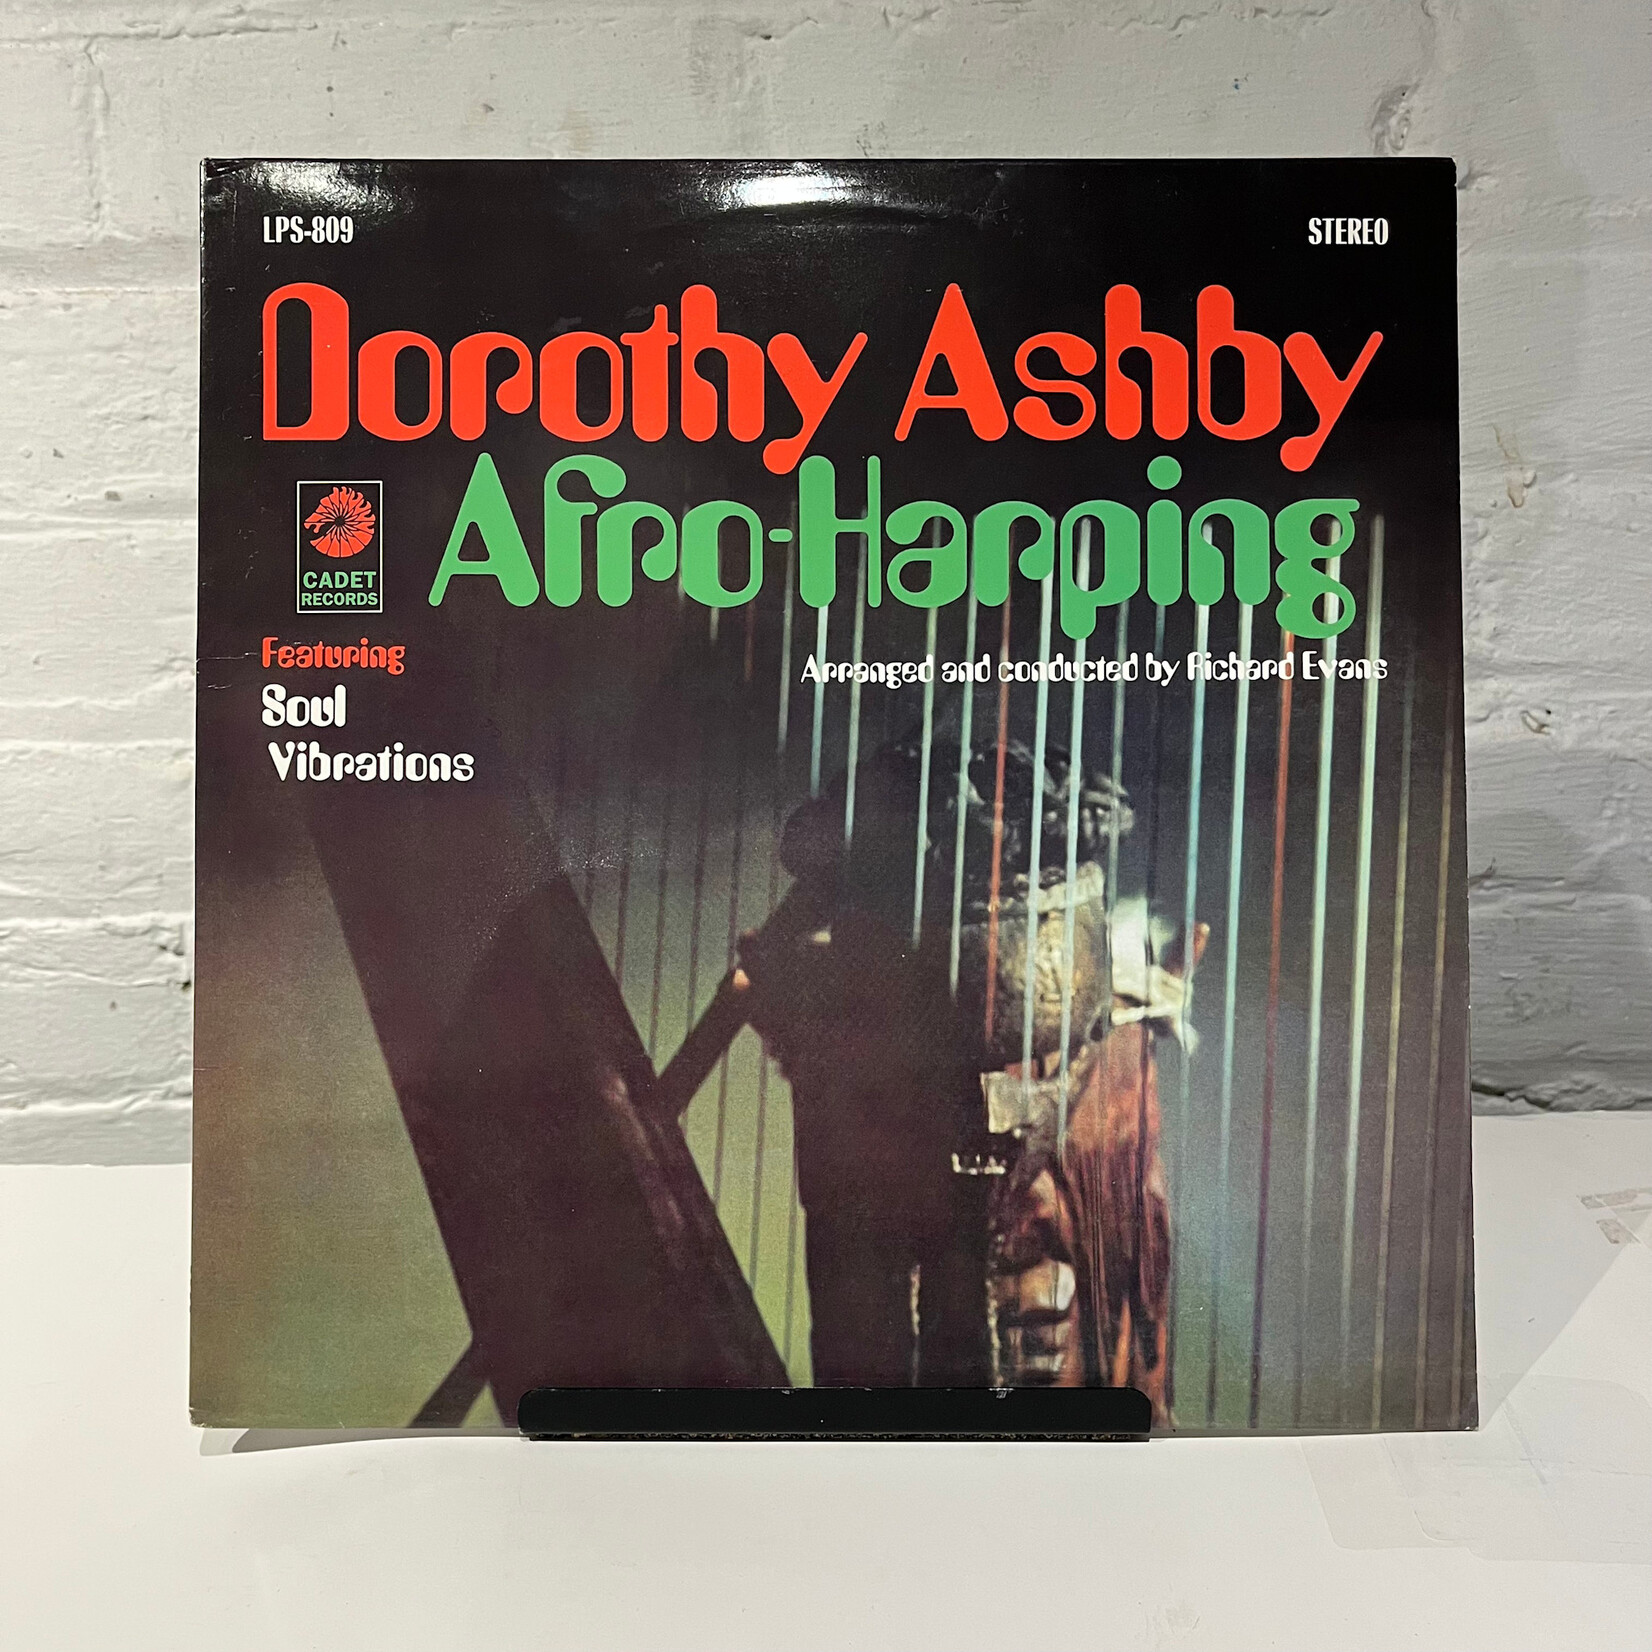 LPS-809
STEREO
Dorothy Ashby
Afro-Harping
CADET
RECORDS
Featuring
Soul
Vibrations
Arranged and conducted by Richard Evans